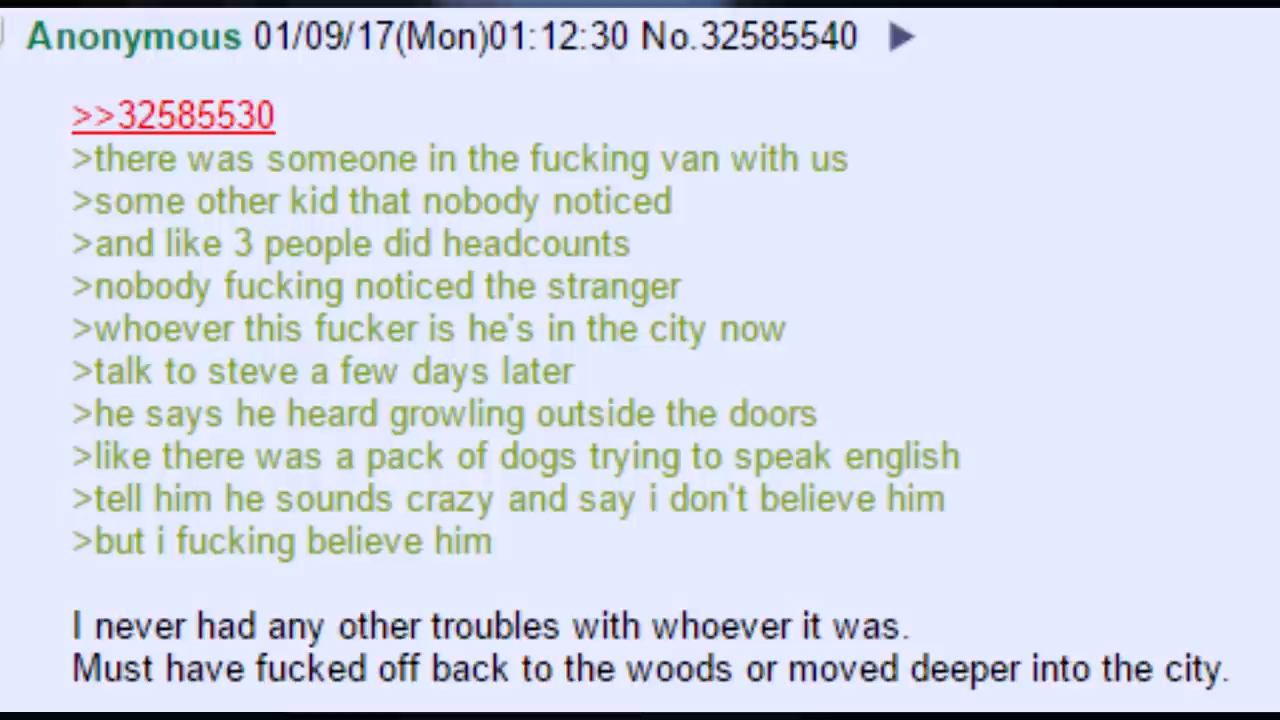 Anonymous 01/09/17(Mon)01:12:30 No.32585540 ▶
>>32585530
>there was someone in the fucking van with us
>some other kid that nobody noticed
>and like 3 people did headcounts
>nobody fucking noticed the stranger
>whoever this fucker is he's in the city now
>talk to steve a few days later
>he says he heard growling outside the doors
>like there was a pack of dogs trying to speak english
>tell him he sounds crazy and say i don't believe him
>but i fucking believe him
I never had any other troubles with whoever it was.
Must have fucked off back to the woods or moved deeper into the city.